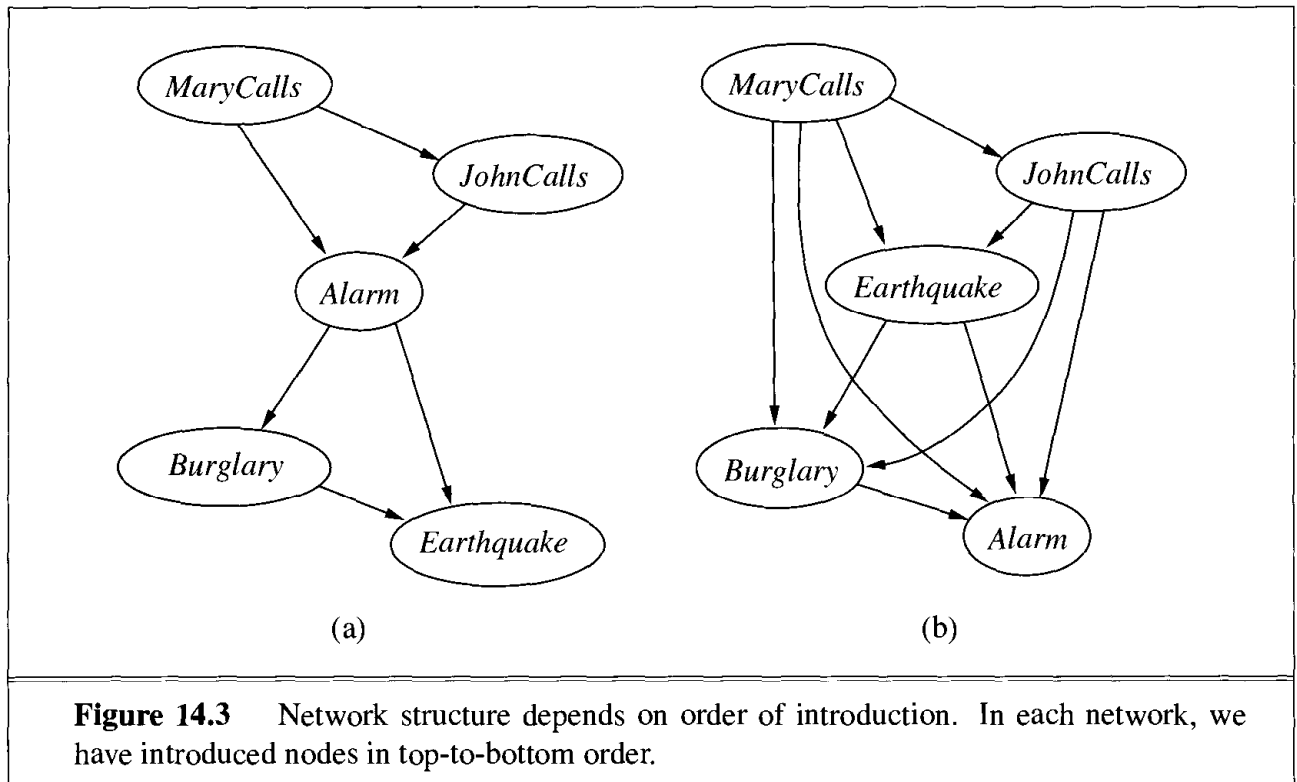 MaryCalls
JohnCalls
Alarm
Burglary
Earthquake
(a)
MaryCalls
JohnCalls
Earthquake
Burglary
Alarm
(b)
Figure 14.3 Network structure depends on order of introduction. In each network, we
have introduced nodes in top-to-bottom order.